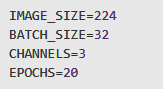 IMAGE_SIZE=224
BATCH_SIZE=32
CHANNELS=3
EPOCHS=20